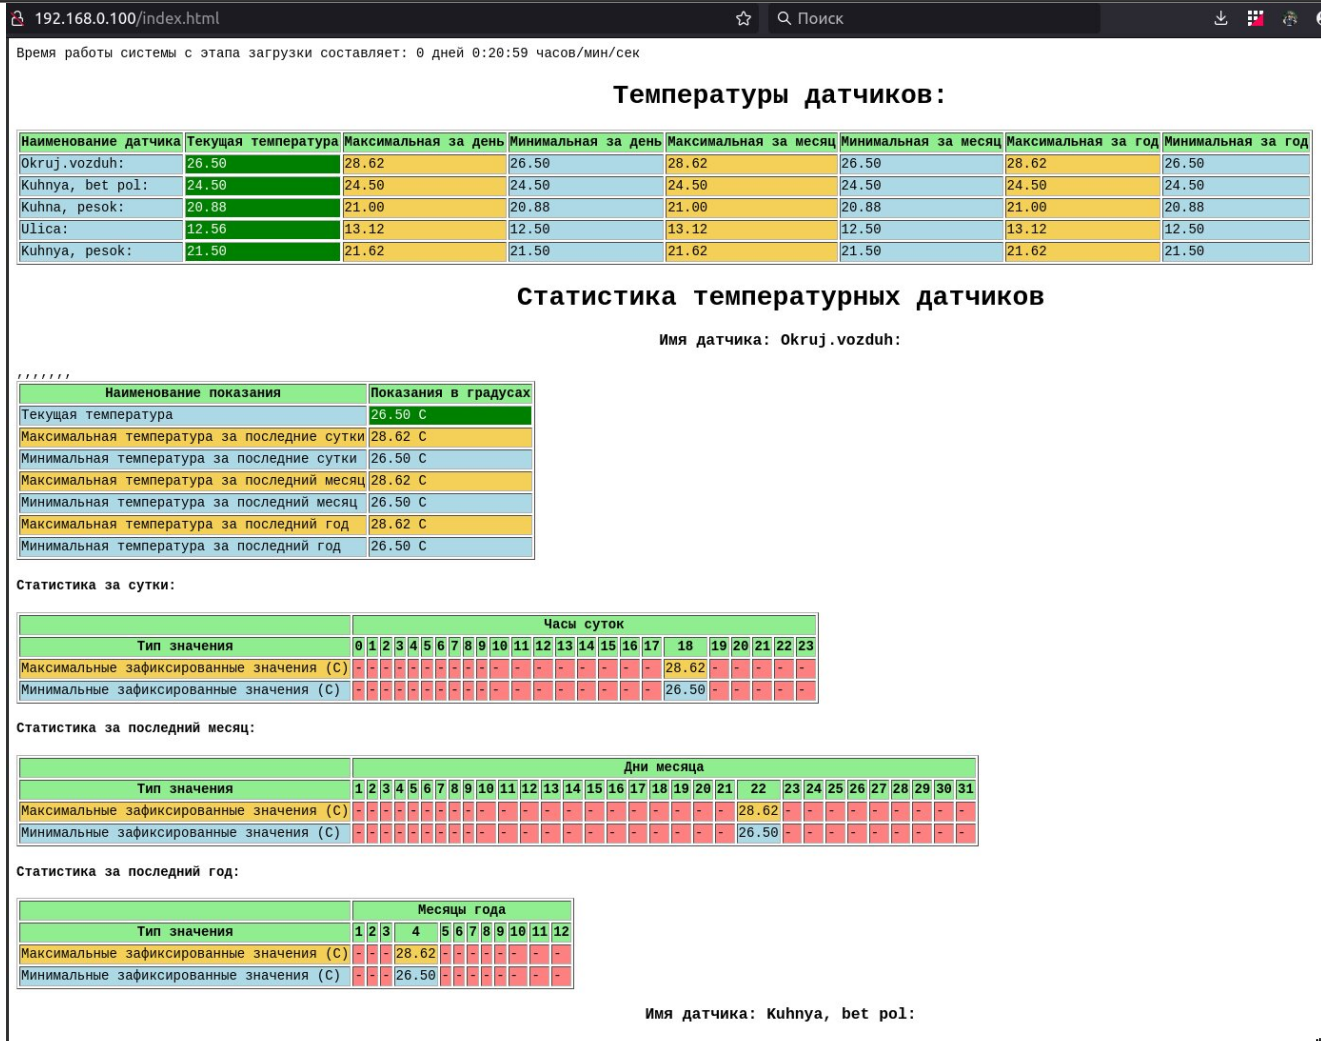 192.168.0.100/index.html Поиск
Время работы системы с этапа загрузки составляет: 0 дней 0:20:59 часов/мин/сек
Температуры датчиков:
Наименование датчика Текущая температура Максимальная за день Минимальная за день Максимальная за месяц Минимальная за месяц Максимальная за год Минимальная за год
Okruj.vozduh: 26.50 28.62 26.50 28.62 26.50 28.62 26.50
Kuhnya, bet pol: 24.50 24.50 24.50 24.50 24.50 24.50 24.50
Kuhna, pesok: 20.88 21.00 20.88 21.00 20.88 21.00 20.88
Ulica: 12.56 13.12 12.50 13.12 12.50 13.12 12.50
Kuhnya, pesok: 21.50 21.62 21.50 21.62 21.50 21.62 21.50
Статистика температурных датчиков
Имя датчика: Okruj.vozduh:
,,,,,,,
Наименование показания Показания в градусах
Текущая температура 26.50 C
Максимальная температура за последние сутки 28.62 C
Минимальная температура за последние сутки 26.50 C
Максимальная температура за последний месяц 28.62 C
Минимальная температура за последний месяц 26.50 C
Максимальная температура за последний год 28.62 C
Минимальная температура за последний год 26.50 C
Статистика за сутки:
Часы суток
Тип значения 0 1 2 3 4 5 6 7 8 9 10 11 12 13 14 15 16 17 18 19 20 21 22 23
Максимальные зафиксированные значения (С) - - - - - - - - - - - - - - - - - - 28.62 - - - - -
Минимальные зафиксированные значения (С) - - - - - - - - - - - - - - - - - - 26.50 - - - - -
Статистика за последний месяц:
Дни месяца
Тип значения 1 2 3 4 5 6 7 8 9 10 11 12 13 14 15 16 17 18 19 20 21 22 23 24 25 26 27 28 29 30 31
Максимальные зафиксированные значения (С) - - - - - - - - - - - - - - - - - - - - - 28.62 - - - - - - - - -
Минимальные зафиксированные значения (С) - - - - - - - - - - - - - - - - - - - - - 26.50 - - - - - - - - -
Статистика за последний год:
Месяцы года
Тип значения 1 2 3 4 5 6 7 8 9 10 11 12
Максимальные зафиксированные значения (С) - - - 28.62 - - - - - - - -
Минимальные зафиксированные значения (С) - - - 26.50 - - - - - - - -
Имя датчика: Kuhnya, bet pol: